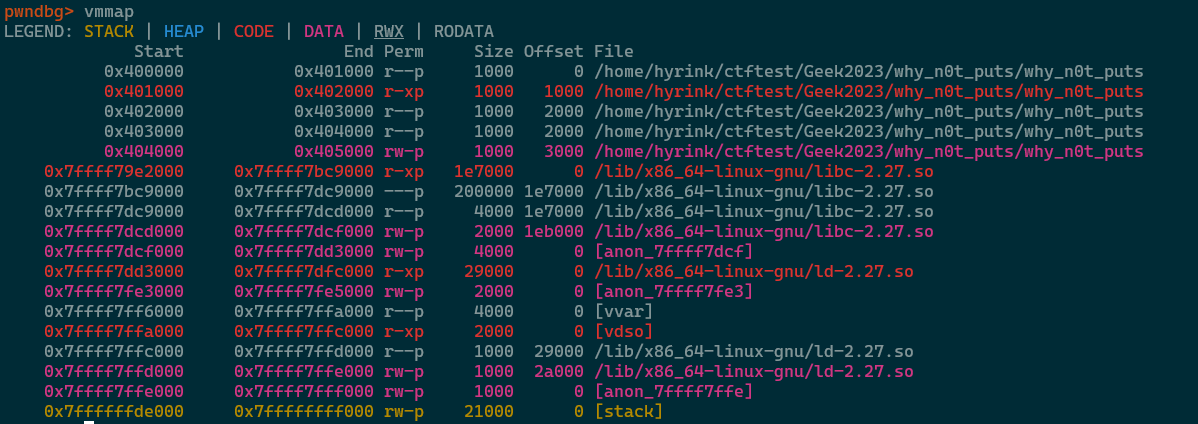 pwndbg> vmmap
LEGEND: STACK | HEAP | CODE | DATA | RWX | RODATA
Start End Perm Size Offset File
0x400000 0x401000 r--p 1000 0 /home/hyrink/ctftest/Geek2023/why_n0t_puts/why_n0t_puts
0x401000 0x402000 r-xp 1000 1000 /home/hyrink/ctftest/Geek2023/why_n0t_puts/why_n0t_puts
0x402000 0x403000 r--p 1000 2000 /home/hyrink/ctftest/Geek2023/why_n0t_puts/why_n0t_puts
0x403000 0x404000 r--p 1000 2000 /home/hyrink/ctftest/Geek2023/why_n0t_puts/why_n0t_puts
0x404000 0x405000 rw-p 1000 3000 /home/hyrink/ctftest/Geek2023/why_n0t_puts/why_n0t_puts
0x7ffff79e2000 0x7ffff7bc9000 r-xp 1e7000 0 /lib/x86_64-linux-gnu/libc-2.27.so
0x7ffff7bc9000 0x7ffff7dc9000 ---p 200000 1e7000 /lib/x86_64-linux-gnu/libc-2.27.so
0x7ffff7dc9000 0x7ffff7dcd000 r--p 4000 1e7000 /lib/x86_64-linux-gnu/libc-2.27.so
0x7ffff7dcd000 0x7ffff7dcf000 rw-p 2000 1eb000 /lib/x86_64-linux-gnu/libc-2.27.so
0x7ffff7dcf000 0x7ffff7dd3000 rw-p 4000 0 [anon_7ffff7dcf]
0x7ffff7dd3000 0x7ffff7dfc000 r-xp 29000 0 /lib/x86_64-linux-gnu/ld-2.27.so
0x7ffff7fe3000 0x7ffff7fe5000 rw-p 2000 0 [anon_7ffff7fe3]
0x7ffff7ff6000 0x7ffff7ffa000 r--p 4000 0 [vvar]
0x7ffff7ffa000 0x7ffff7ffc000 r-xp 2000 0 [vdso]
0x7ffff7ffc000 0x7ffff7ffd000 r--p 1000 29000 /lib/x86_64-linux-gnu/ld-2.27.so
0x7ffff7ffd000 0x7ffff7ffe000 rw-p 1000 2a000 /lib/x86_64-linux-gnu/ld-2.27.so
0x7ffff7ffe000 0x7ffff7fff000 rw-p 1000 0 [anon_7ffff7ffe]
0x7ffffffde000 0x7ffffffff000 rw-p 21000 0 [stack]